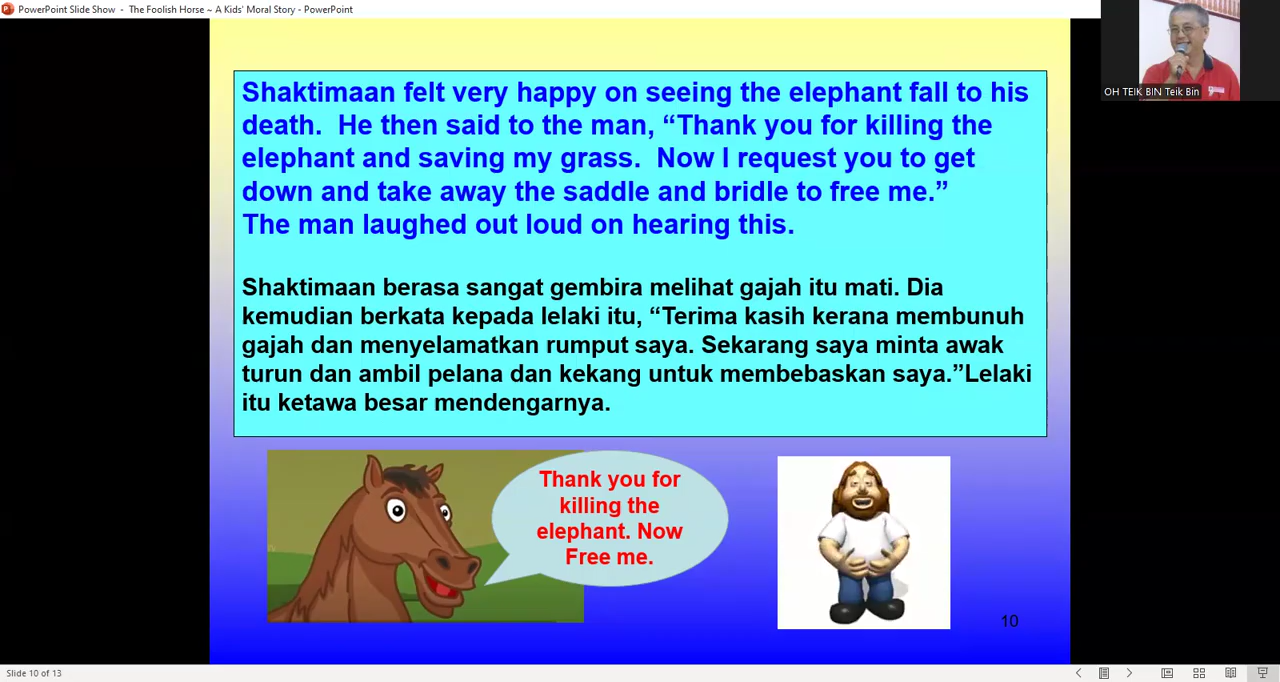 PowerPoint Slide Show - The Foolish Horse ~ A Kids' Moral Story - PowerPoint
OH TEIK BIN Teik Bin
Shaktimaan felt very happy on seeing the elephant fall to his
death. He then said to the man, “Thank you for killing the
elephant and saving my grass. Now I request you to get
down and take away the saddle and bridle to free me.”
The man laughed out loud on hearing this.
Shaktimaan berasa sangat gembira melihat gajah itu mati. Dia
kemudian berkata kepada lelaki itu, “Terima kasih kerana membunuh
gajah dan menyelamatkan rumput saya. Sekarang saya minta awak
turun dan ambil pelana dan kekang untuk membebaskan saya.”Lelaki
itu ketawa besar mendengarnya.
Thank you for
killing the
elephant. Now
Free me.
10
Slide 10 of 13